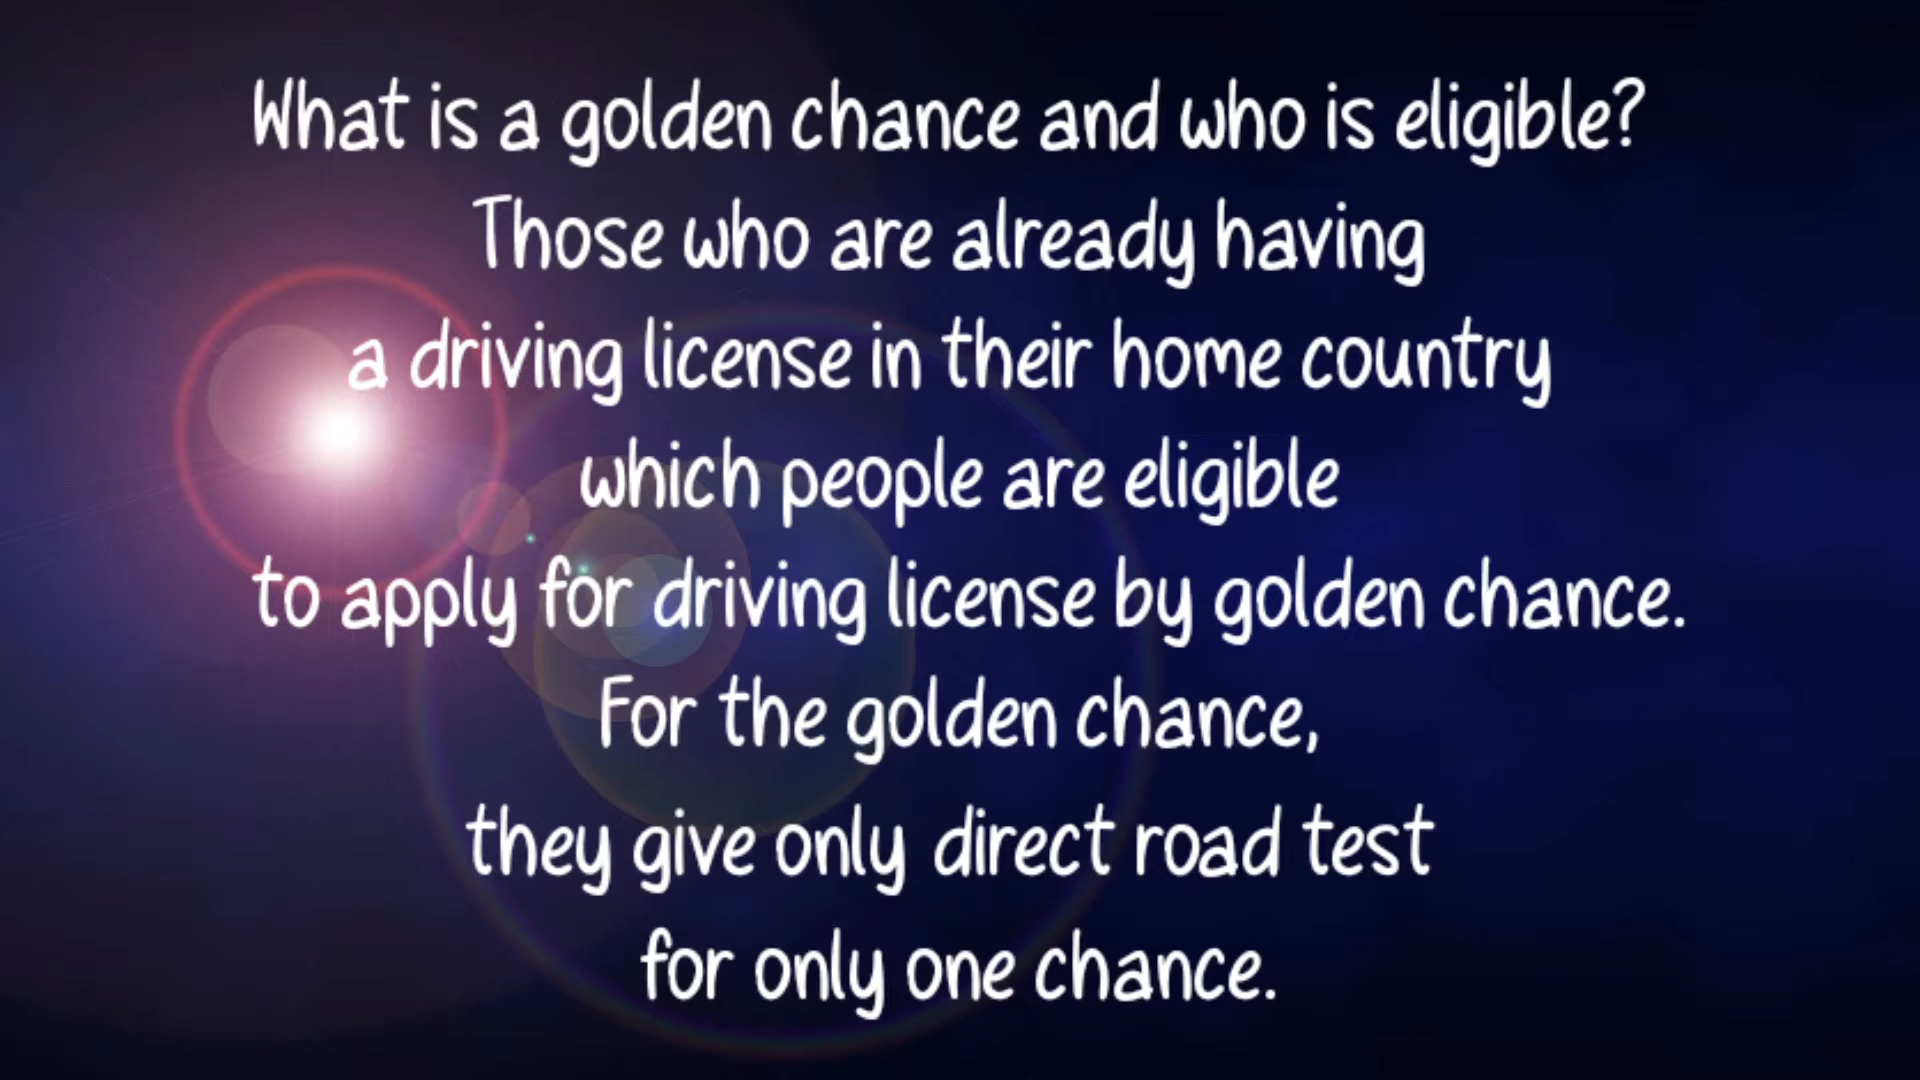 What is a golden chance and who is eligible?
Those who are already having
a driving license in their home country
which people are eligible
to apply for driving license by golden chance.
For the golden chance,
they give only direct road test
for only one chance.